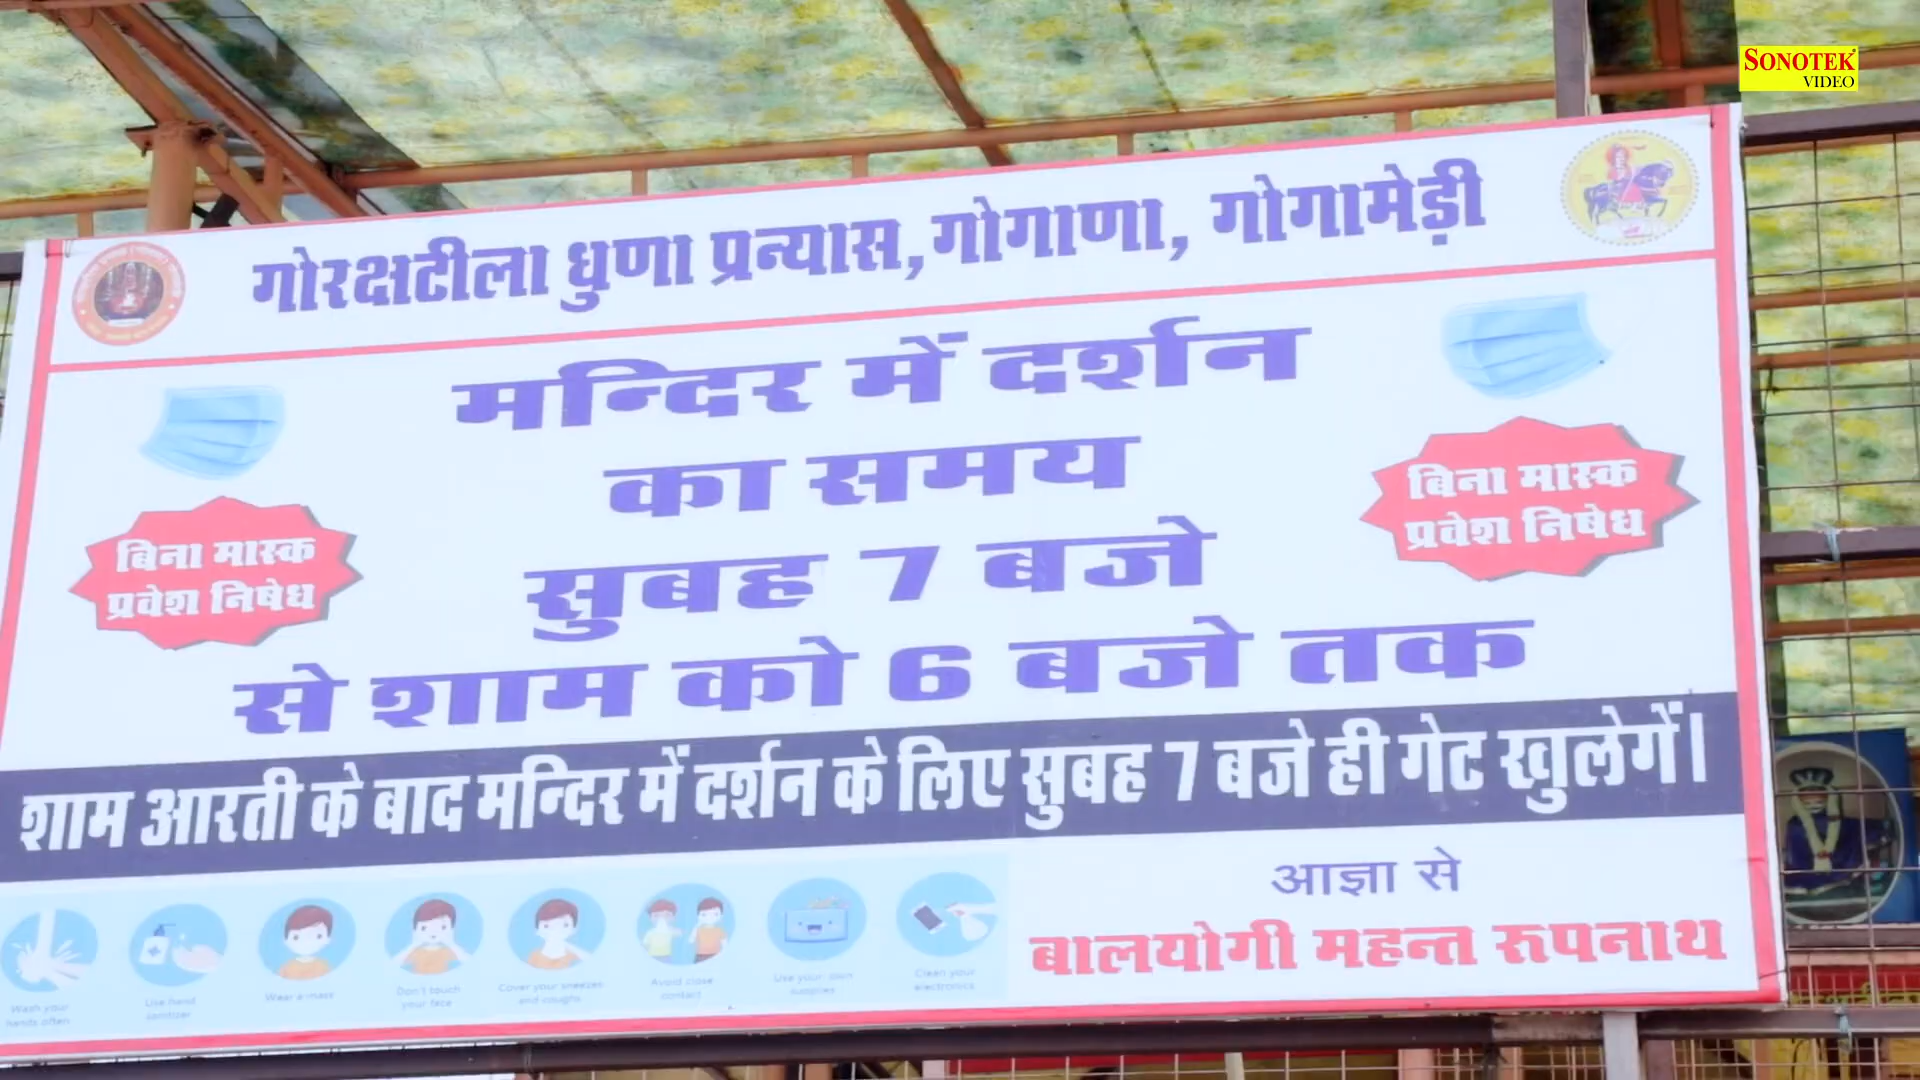 SONOTEK
VIDEO
गोरक्षटीला धुणा प्रन्यास, गोगाणा, गोगामेड़ी
मन्दिर में दर्शन
का समय
सुबह 7 बजे
से शाम को 6 बजे तक
बिना मास्क
प्रवेश निषेध
बिना मास्क
प्रवेश निषेध
शाम आरती के बाद मन्दिर में दर्शन के लिए सुबह 7 बजे ही गेट खुलेगें।
आज्ञा से
बालयोगी महन्त रूपनाथ
Wash your
hands often
Use hand
sanitizer
Wear a mask
Don't touch
your face
Cover your sneezes
and coughs
Avoid close
contact
Use your own
supplies
Clean your
electronics